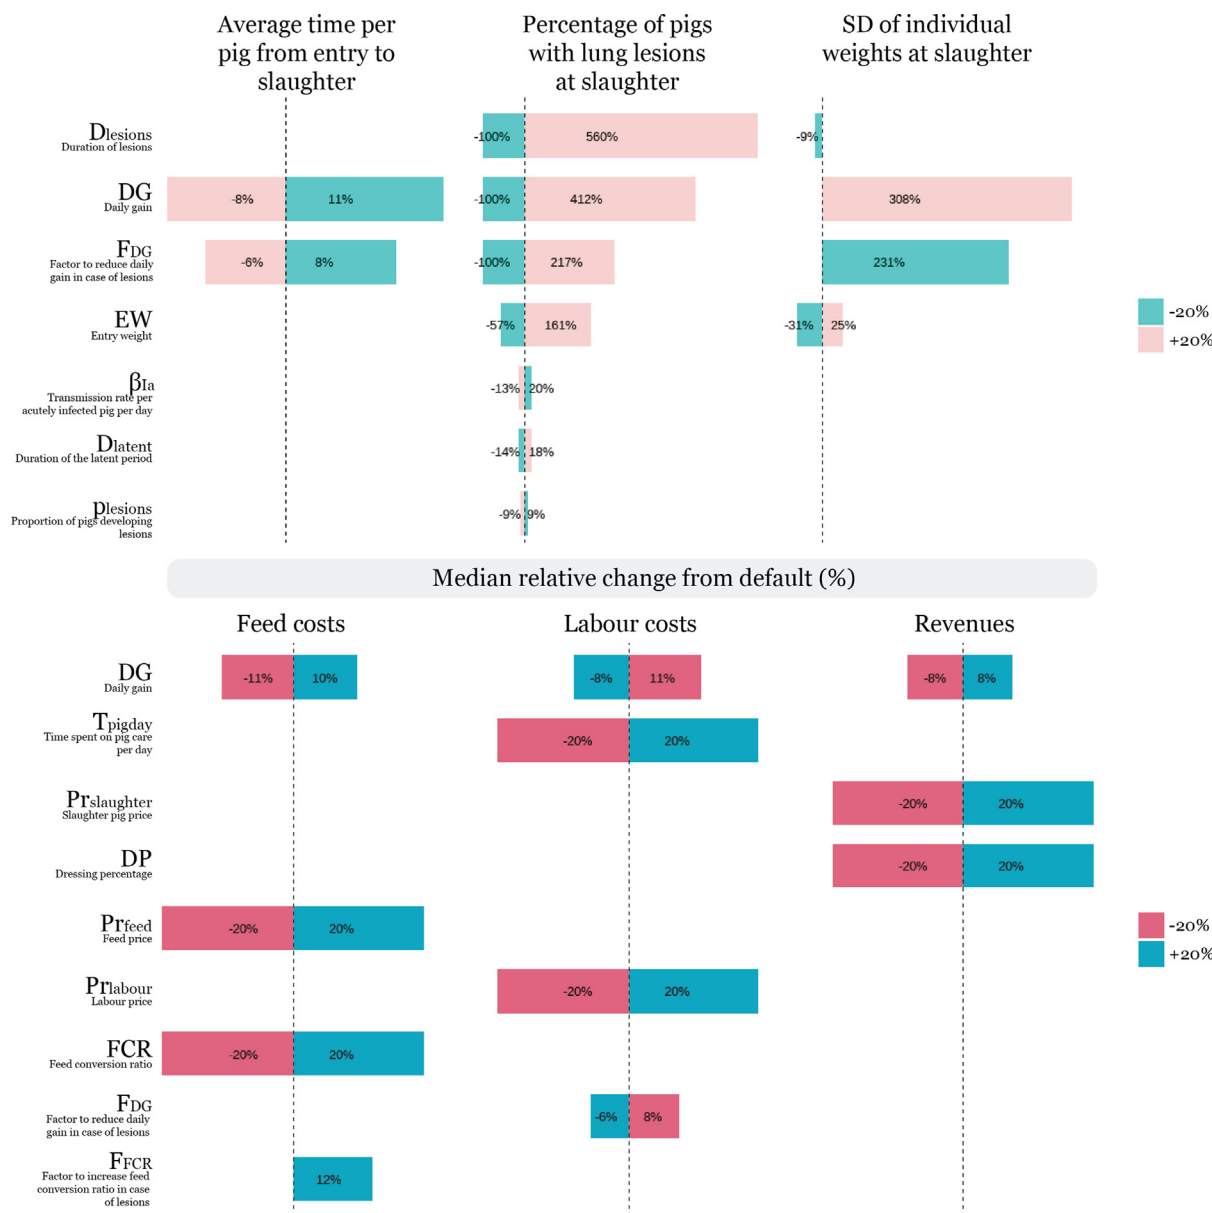 Average time per
pig from entry to
slaughter
Percentage of pigs
with lung lesions
at slaughter
SD of individual
weights at slaughter
Dlesions
Duration of lesions
-100%
560%
-9%
DG
Daily gain
-8%
11%
-100%
412%
308%
FDG
Factor to reduce daily
gain in case of lesions
-6%
8%
-100%
217%
231%
EW
Entry weight
-57%
161%
-31%
25%
-20%
+20%
βIa
Transmission rate per
acutely infected pig per day
-13%
20%
Dlatent
Duration of the latent period
-14%
18%
plesions
Proportion of pigs developing
lesions
-9%
9%
Median relative change from default (%)
Feed costs
Labour costs
Revenues
DG
Daily gain
-11%
10%
-8%
11%
-8%
8%
Tpigday
Time spent on pig care
per day
-20%
20%
Prslaughter
Slaughter pig price
-20%
20%
DP
Dressing percentage
-20%
20%
Prfeed
Feed price
-20%
20%
-20%
+20%
Prlabour
Labour price
-20%
20%
FCR
Feed conversion ratio
-20%
20%
FDG
Factor to reduce daily
gain in case of lesions
-6%
8%
FFCR
Factor to increase feed
conversion ratio in case
of lesions
12%